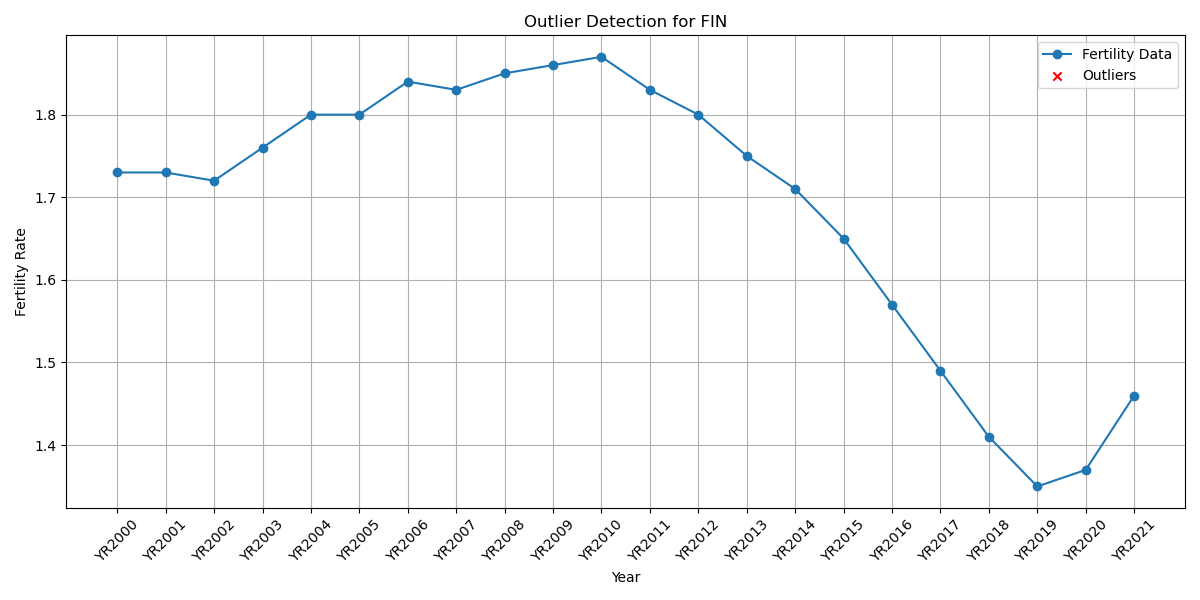 Outlier Detection for FIN
Fertility Data
Outliers
Fertility Rate
1.8
1.7
1.6
1.5
1.4
YR2000
YR2001
YR2002
YR2003
YR2004
YR2005
YR2006
YR2007
YR2008
YR2009
YR2010
YR2011
YR2012
YR2013
YR2014
YR2015
YR2016
YR2017
YR2018
YR2019
YR2020
YR2021
Year